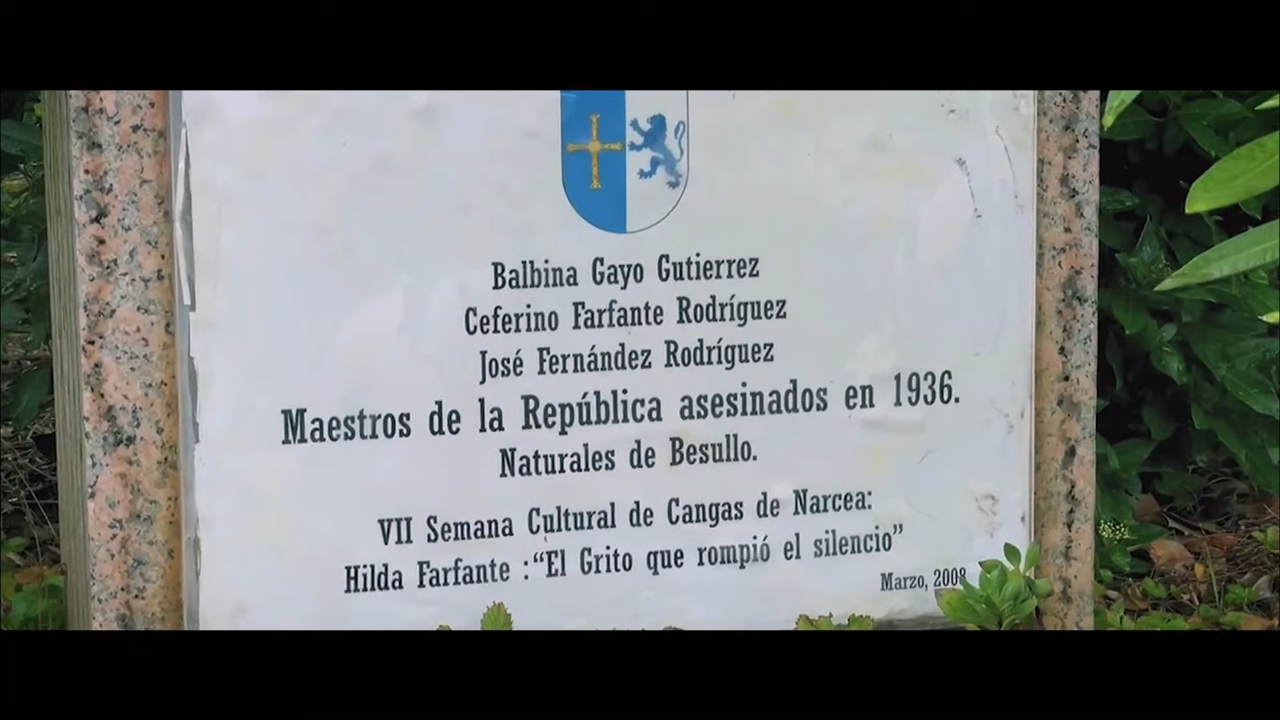 Balbina Gayo Gutierrez
Ceferino Farfante Rodríguez
José Fernández Rodríguez
Maestros de la República asesinados en 1936.
Naturales de Besullo.
VII Semana Cultural de Cangas de Narcea:
Hilda Farfante :“El Grito que rompió el silencio”
Marzo, 2008